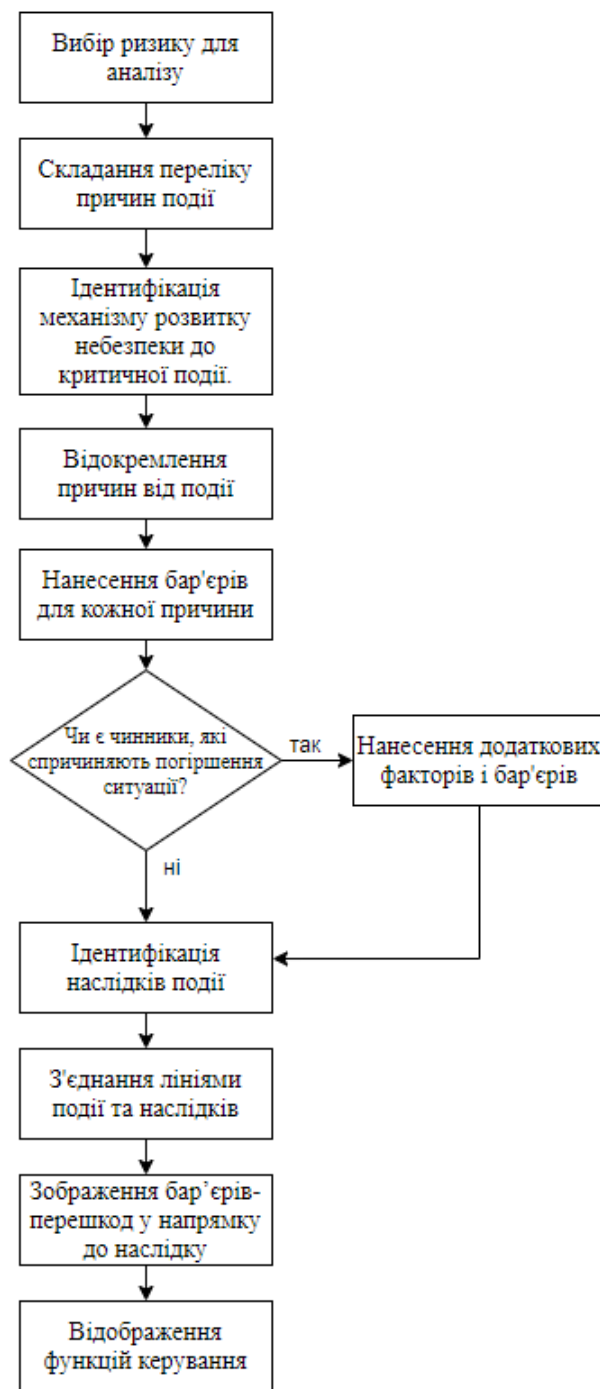 Вибір ризику для
аналізу
Складання переліку
причин події
Ідентифікація
механізму розвитку
небезпеки до
критичної події.
Відокремлення
причин від події
Нанесення бар'єрів
для кожної причини
Чи є чинники, які
спричиняють погіршення
ситуації?
так
Нанесення додаткових
факторів і бар'єрів
ні
Ідентифікація
наслідків події
З'єднання лініями
події та наслідків
Зображення бар’єрів-
перешкод у напрямку
до наслідку
Відображення
функцій керування